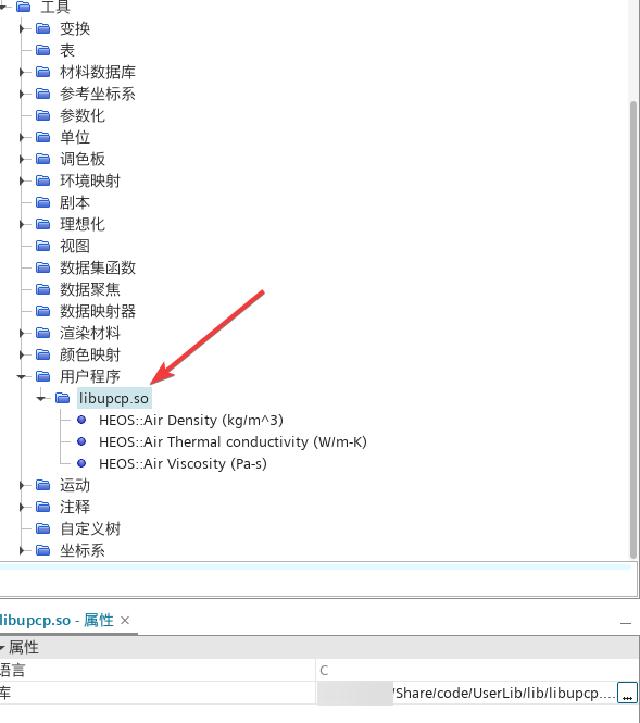 工具
变换
表
材料数据库
参考坐标系
参数化
单位
调色板
环境映射
剧本
理想化
视图
数据集函数
数据聚焦
数据映射器
渲染材料
颜色映射
用户程序
libupcp.so
HEOS::Air Density (kg/m^3)
HEOS::Air Thermal conductivity (W/m-K)
HEOS::Air Viscosity (Pa-s)
运动
注释
自定义树
坐标系
libupcp.so - 属性 ×
属性
语言 C
库 /Share/code/UserLib/lib/libupcp.... ...